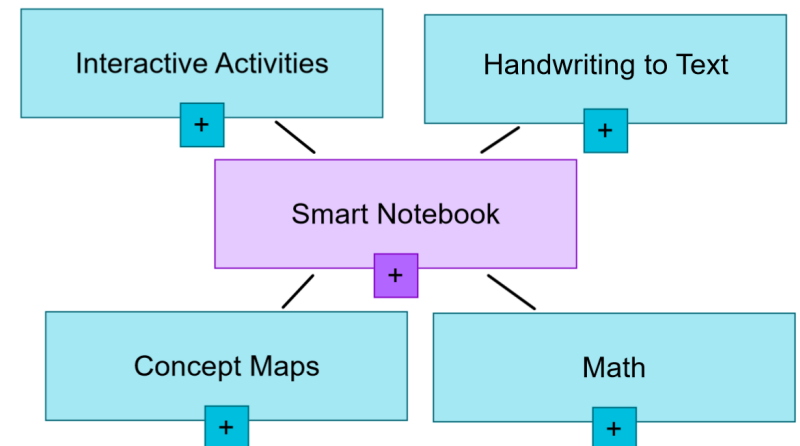 Interactive Activities
+
Handwriting to Text
+
Smart Notebook
+
Concept Maps
+
Math
+